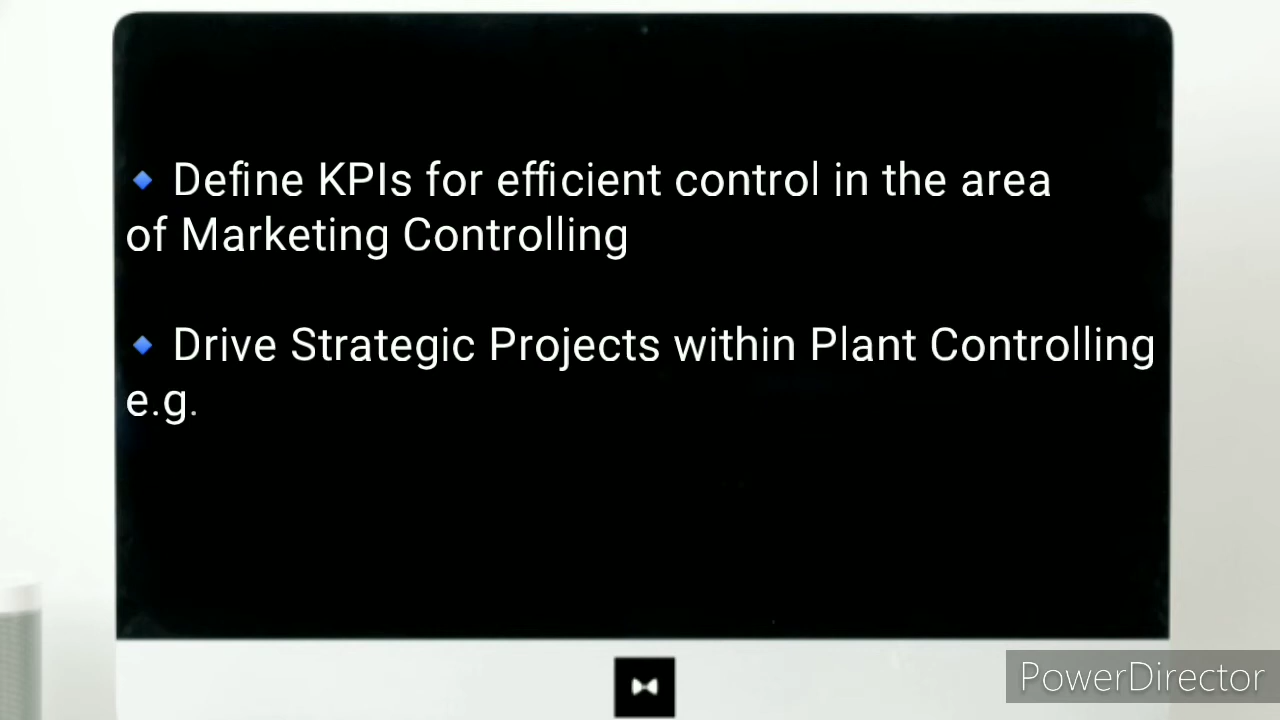 🔹 Define KPIs for efficient control in the area
of Marketing Controlling
🔹 Drive Strategic Projects within Plant Controlling
e.g.
PowerDirector